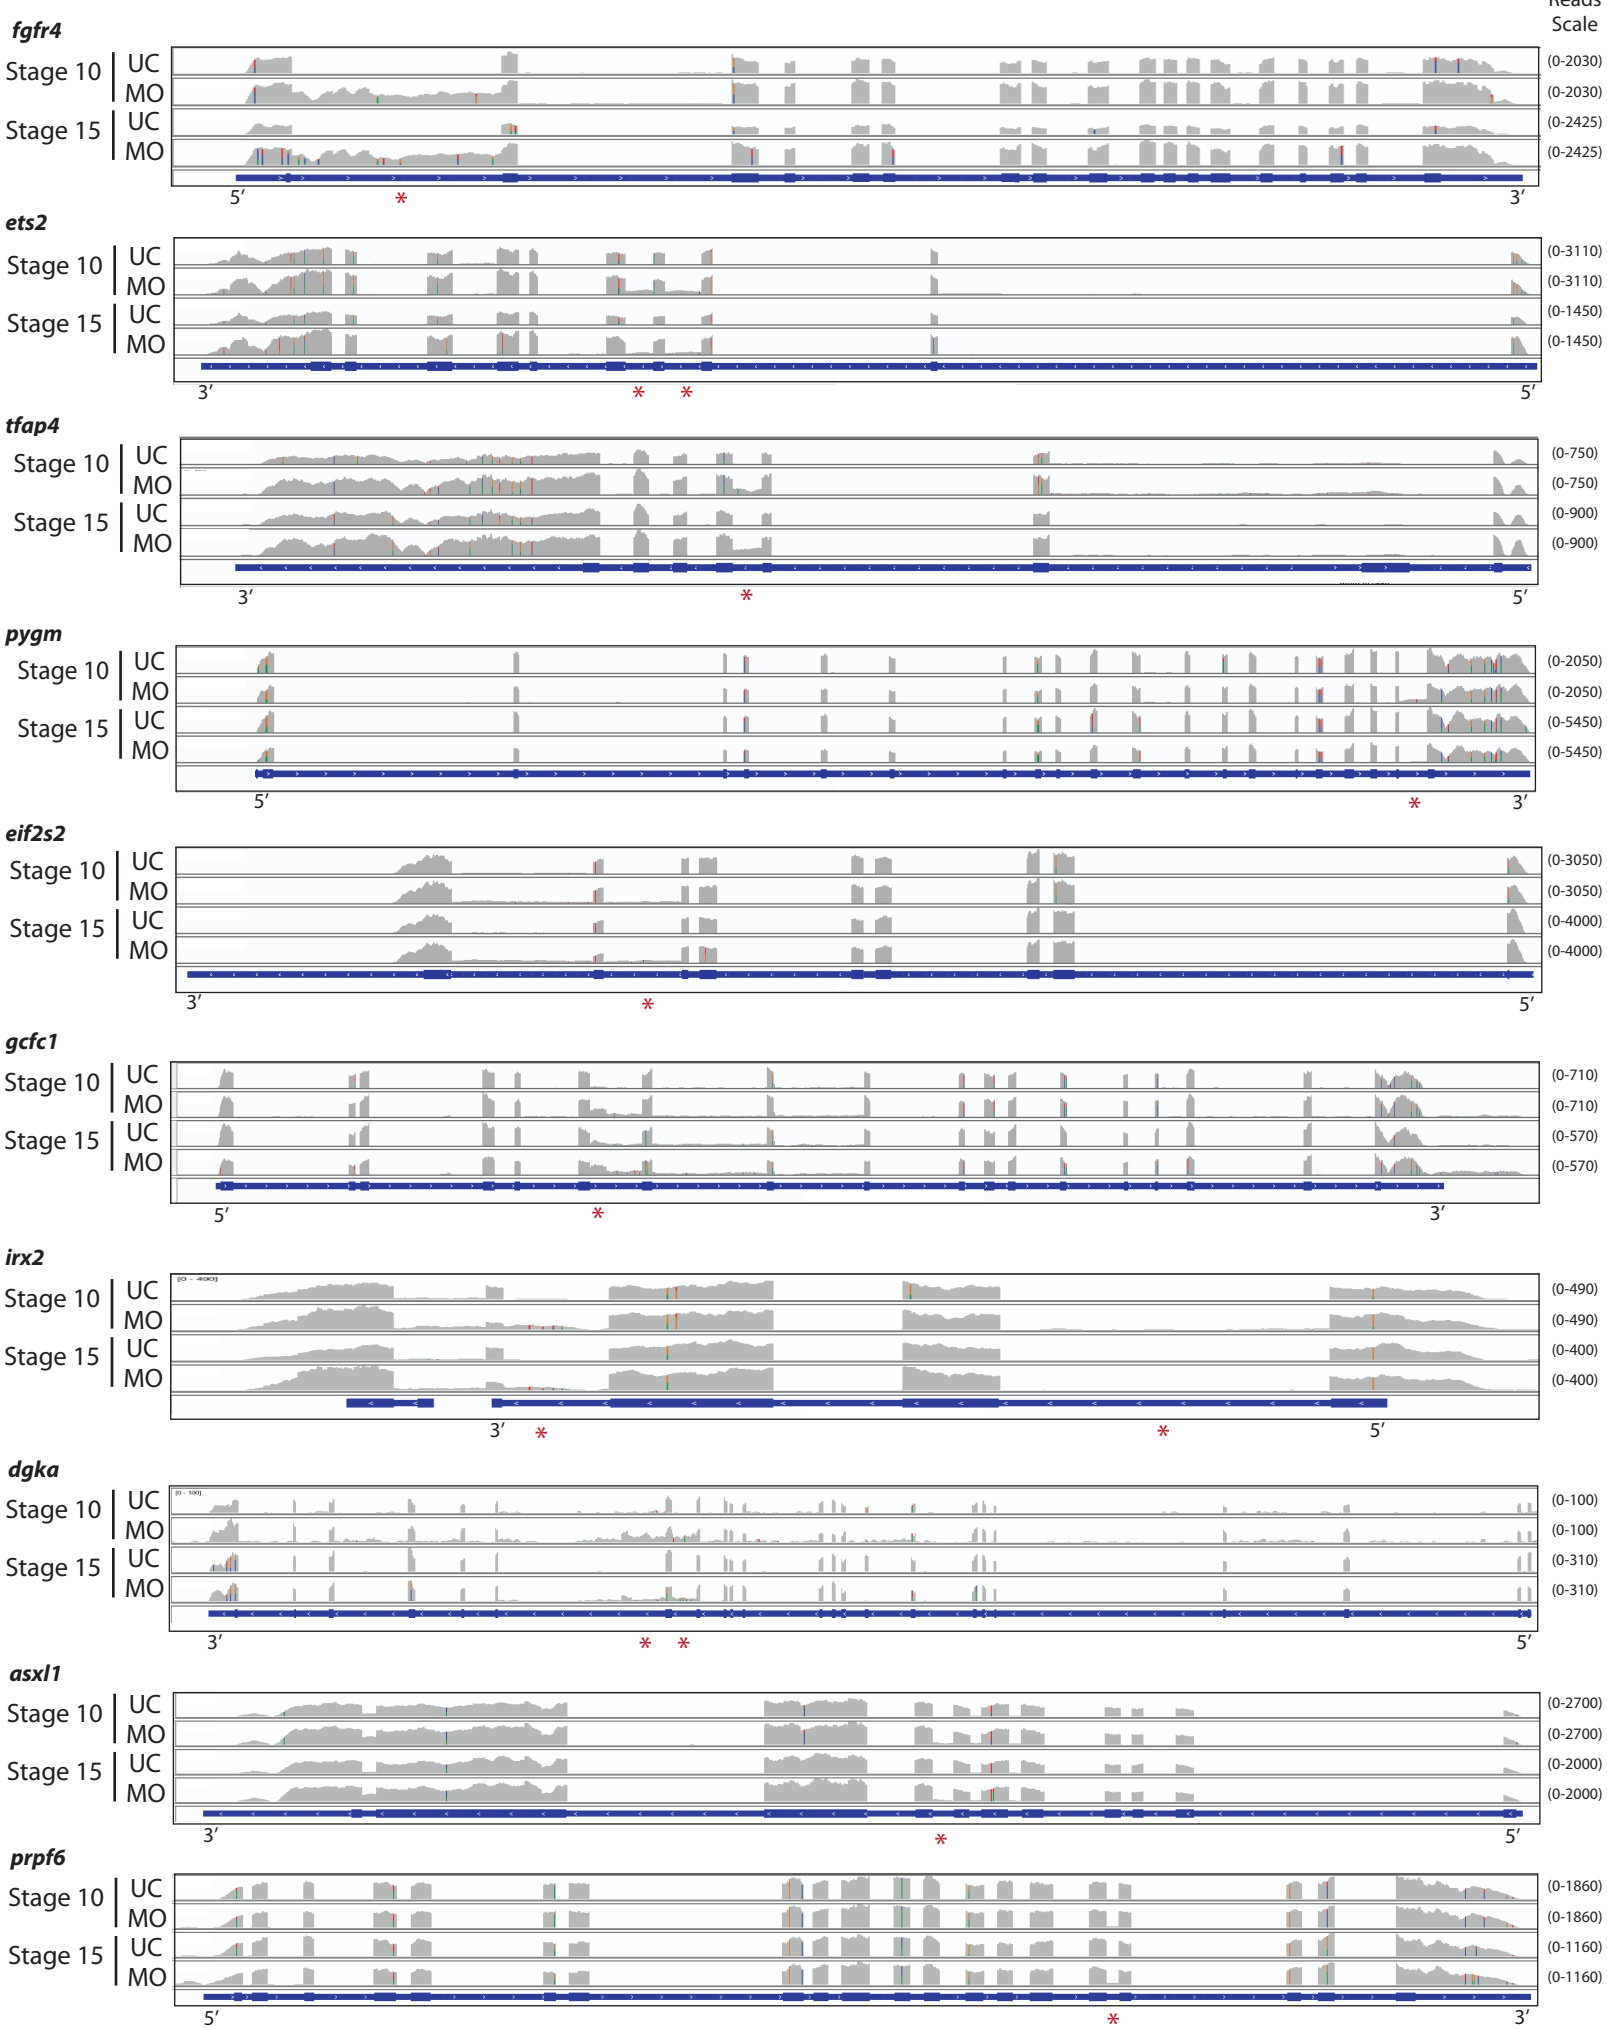 Reads
Scale
fgfr4
Stage 10 UC (0-2030)
MO (0-2030)
Stage 15 UC (0-2425)
MO (0-2425)
5′ * 3′
ets2
Stage 10 UC (0-3110)
MO (0-3110)
Stage 15 UC (0-1450)
MO (0-1450)
3′ * * 5′
tfap4
Stage 10 UC (0-750)
MO (0-750)
Stage 15 UC (0-900)
MO (0-900)
3′ * 5′
pygm
Stage 10 UC (0-2050)
MO (0-2050)
Stage 15 UC (0-5450)
MO (0-5450)
5′ * 3′
eif2s2
Stage 10 UC (0-3050)
MO (0-3050)
Stage 15 UC (0-4000)
MO (0-4000)
3′ * 5′
gcfc1
Stage 10 UC (0-710)
MO (0-710)
Stage 15 UC (0-570)
MO (0-570)
5′ * 3′
irx2
[0 - 490]
Stage 10 UC (0-490)
MO (0-490)
Stage 15 UC (0-400)
MO (0-400)
3′ * * 5′
dgka
[0 - 100]
Stage 10 UC (0-100)
MO (0-100)
Stage 15 UC (0-310)
MO (0-310)
3′ * * 5′
asxl1
Stage 10 UC (0-2700)
MO (0-2700)
Stage 15 UC (0-2000)
MO (0-2000)
3′ * 5′
prpf6
Stage 10 UC (0-1860)
MO (0-1860)
Stage 15 UC (0-1160)
MO (0-1160)
5′ * 3′